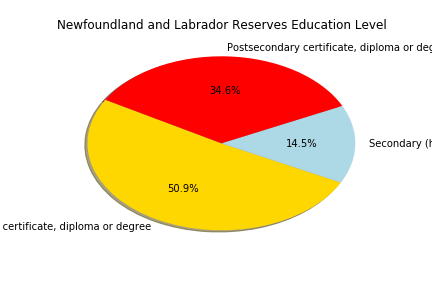 Newfoundland and Labrador Reserves Education Level
Postsecondary certificate, diploma or
34.6%
14.5%
Secondary
50.9%
certificate, diploma or degree